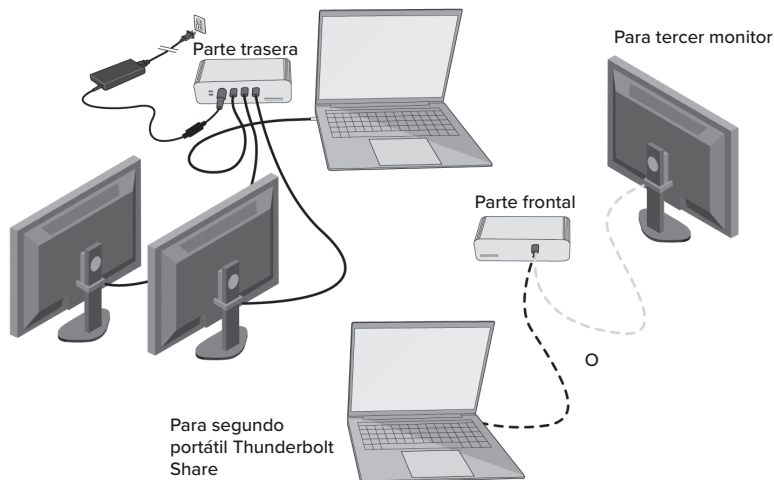 Parte trasera
Para tercer monitor
Parte frontal
O
Para segundo
portátil Thunderbolt
Share